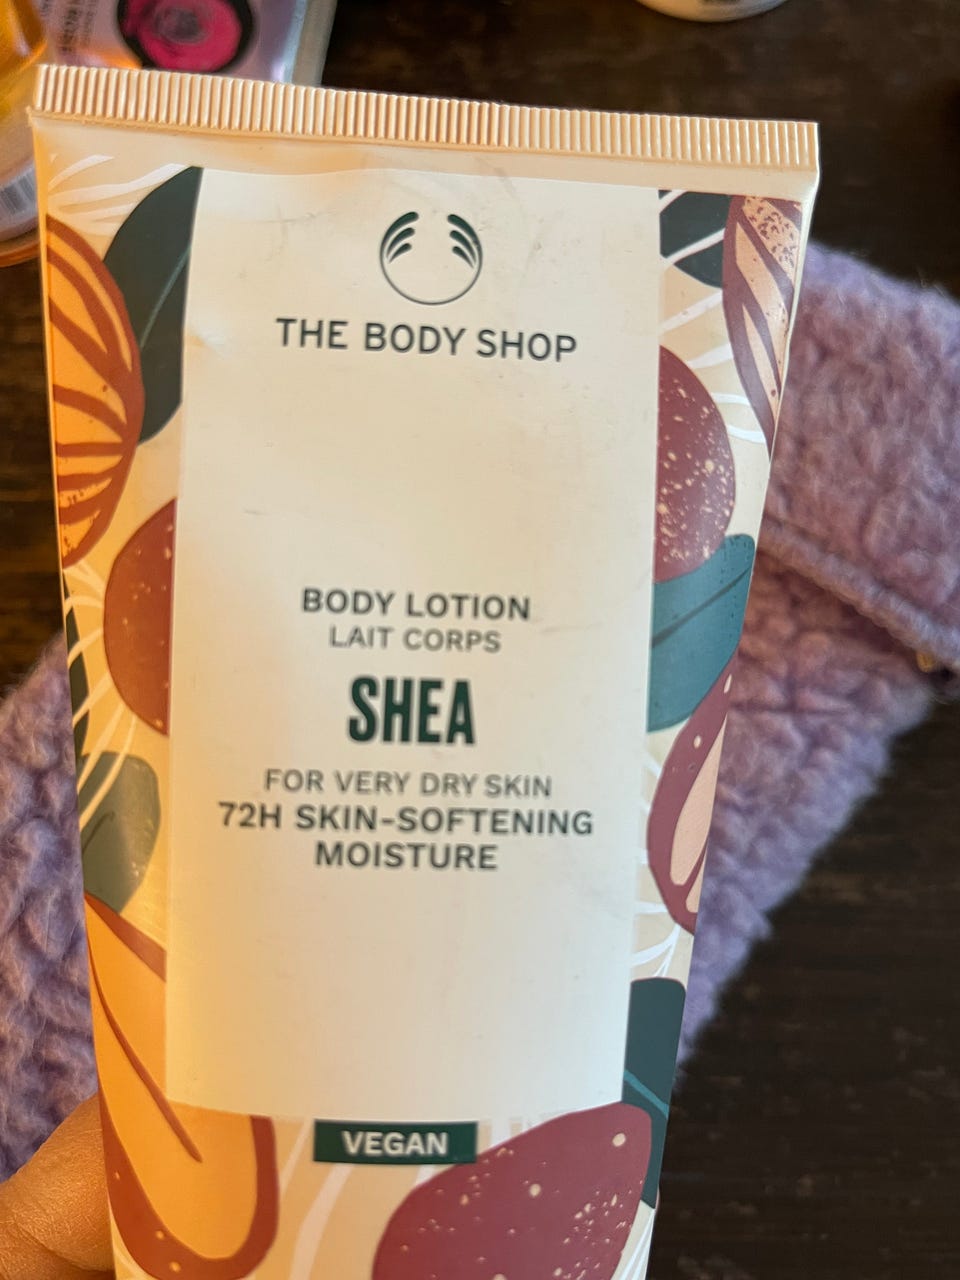 THE BODY SHOP
BODY LOTION
LAIT CORPS
SHEA
FOR VERY DRY SKIN
72H SKIN-SOFTENING
MOISTURE
VEGAN